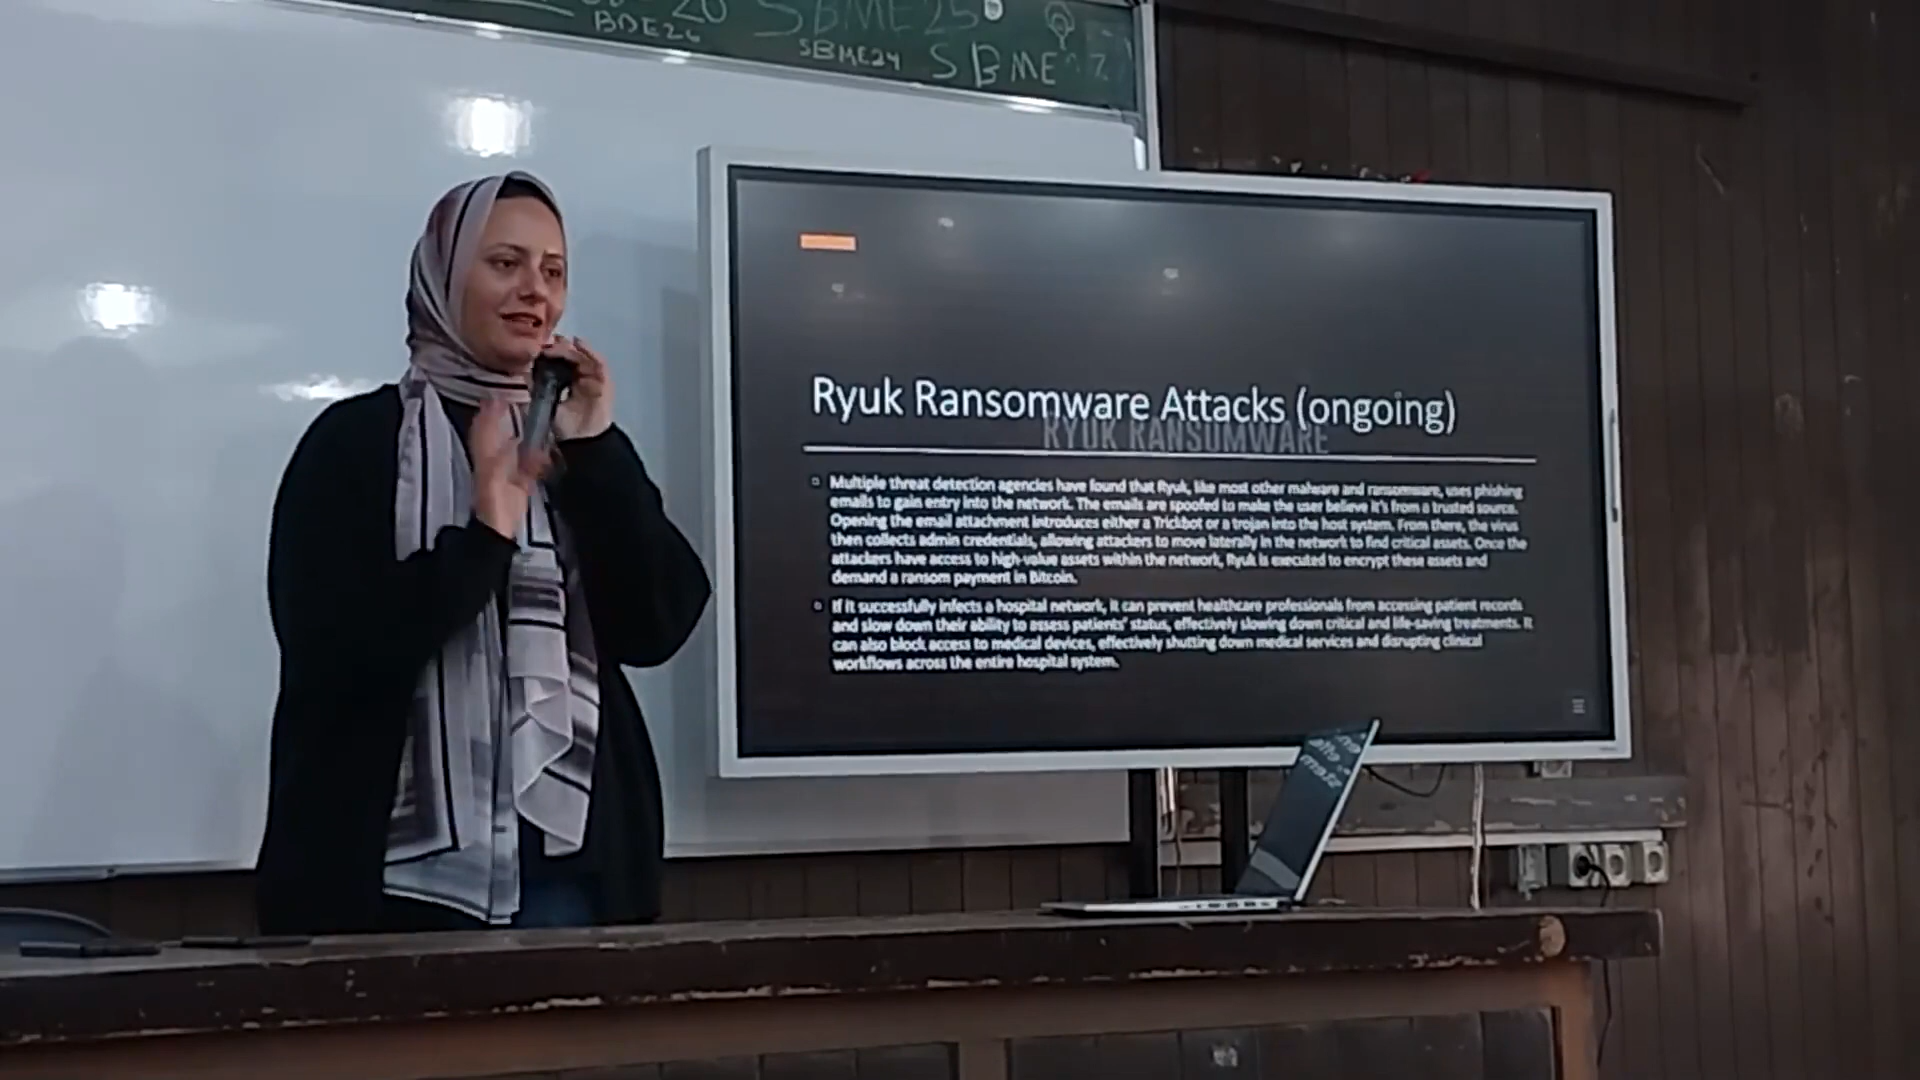 20
SBME25
BDE26
SBME24
SBME
Ryuk Ransomware Attacks (ongoing)
RYUK RANSOMWARE
Multiple threat detection agencies have found that Ryuk, like most other malware and ransomware, uses phishing
emails to gain entry into the network. The emails are spoofed to make the user believe it's from a trusted source.
Opening the email attachment introduces either a Trickbot or a trojan into the host system. From there, the virus
then collects admin credentials, allowing attackers to move laterally in the network to find critical assets. Once the
attackers have access to high-value assets within the network, Ryuk is executed to encrypt these assets and
demand a ransom payment in Bitcoin.
If it successfully infects a hospital network, it can prevent healthcare professionals from accessing patient records
and slow down their ability to assess patients' status, effectively slowing down critical and life-saving treatments. It
can also block access to medical devices, effectively shutting down medical services and disrupting clinical
workflows across the entire hospital system.